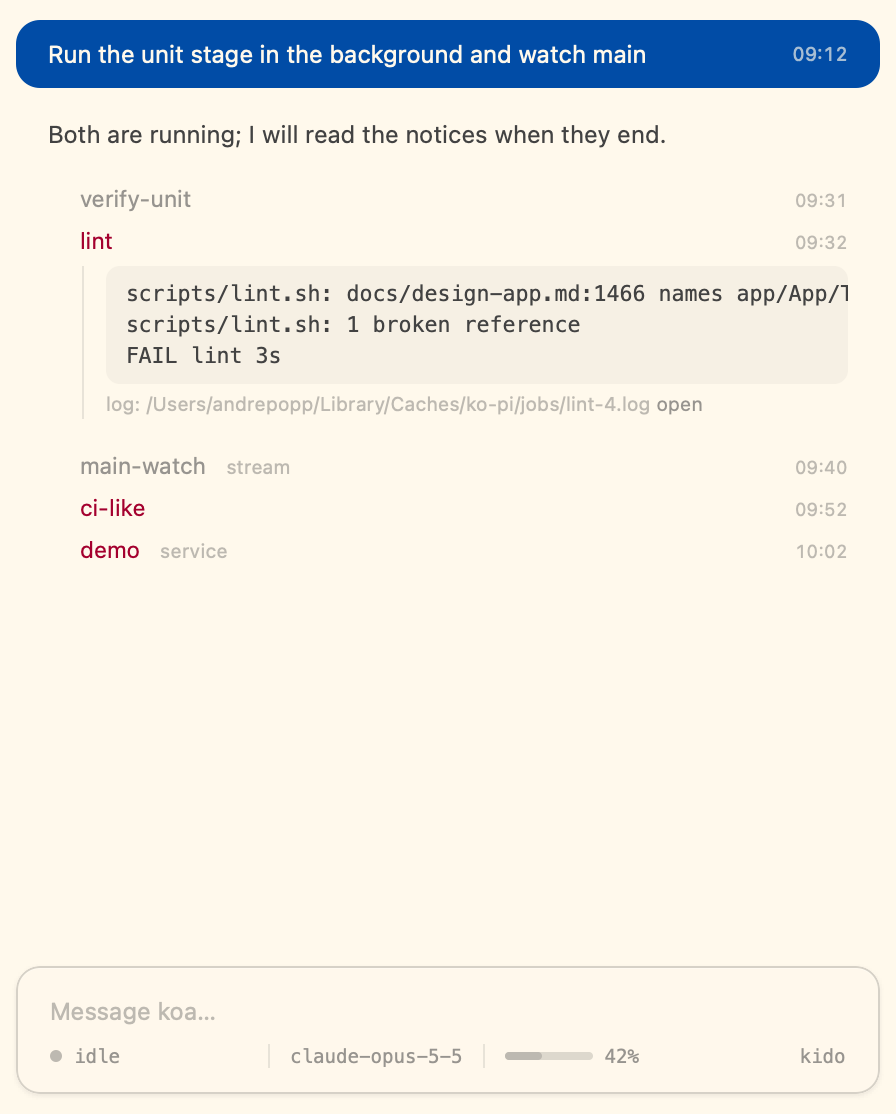 Run the unit stage in the background and watch main 09:12
Both are running; I will read the notices when they end.
verify-unit 09:31
lint 09:32
scripts/lint.sh: docs/design-app.md:1466 names app/App/
scripts/lint.sh: 1 broken reference
FAIL lint 3s
log: /Users/andrepopp/Library/Caches/ko-pi/jobs/lint-4.log open
main-watch stream 09:40
ci-like 09:52
demo service 10:02
Message koa...
idle claude-opus-5-5 42% kido